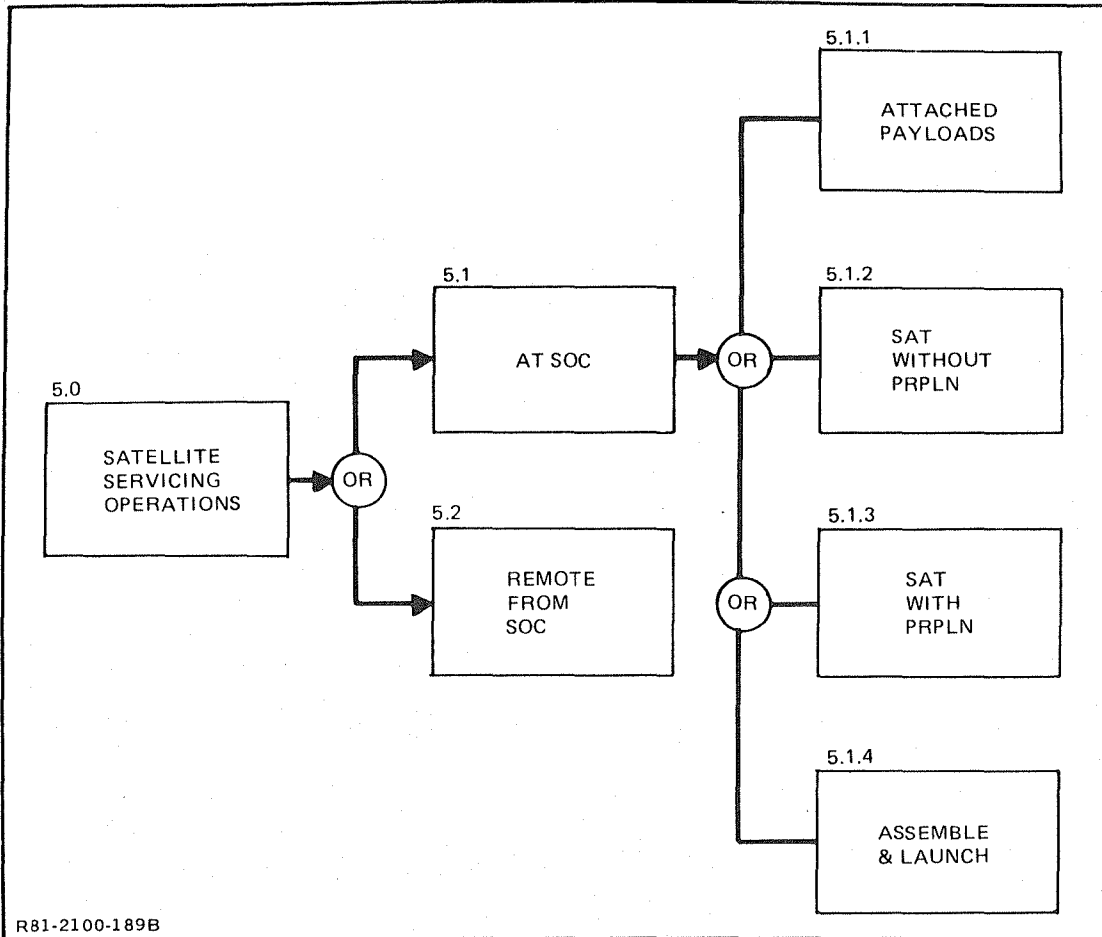 5.0
SATELLITE
SERVICING
OPERATIONS
OR
5.1
AT SOC
5.2
REMOTE
FROM
SOC
OR
OR
5.1.1
ATTACHED
PAYLOADS
5.1.2
SAT
WITHOUT
PRPLN
5.1.3
SAT
WITH
PRPLN
5.1.4
ASSEMBLE
& LAUNCH
R81-2100-189B